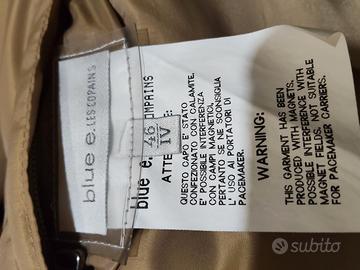 blue e. LES COPAINS
46
IV
blue e.
COMPAINS
ATTE
QUESTO CAPO E' STATO
CONFEZIONATO CON CALAMITE,
E' POSSIBILE INTERFERENZA
CON CAMPI MAGNETICI,
PERTANTO SE NE SCONSIGLIA
L' USO AI PORTATORI DI
PACEMAKER.
WARNING:
THIS GARMENT HAS BEEN
PRODUCED WITH MAGNETS.
POSSIBLE INTERFERENCE WITH
MAGNETIC FIELDS, NOT SUITABLE
FOR PACEMAKER CARRIERS.
subito